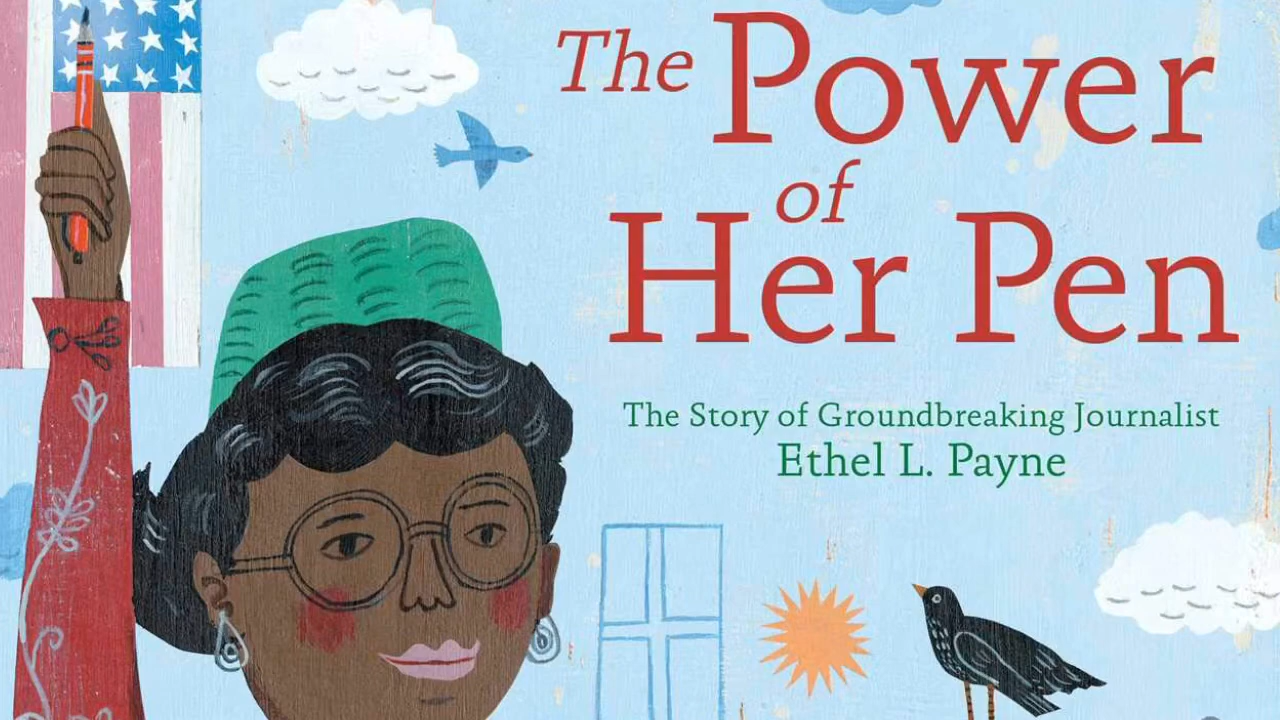 The Power
of
Her Pen
The Story of Groundbreaking Journalist
Ethel L. Payne